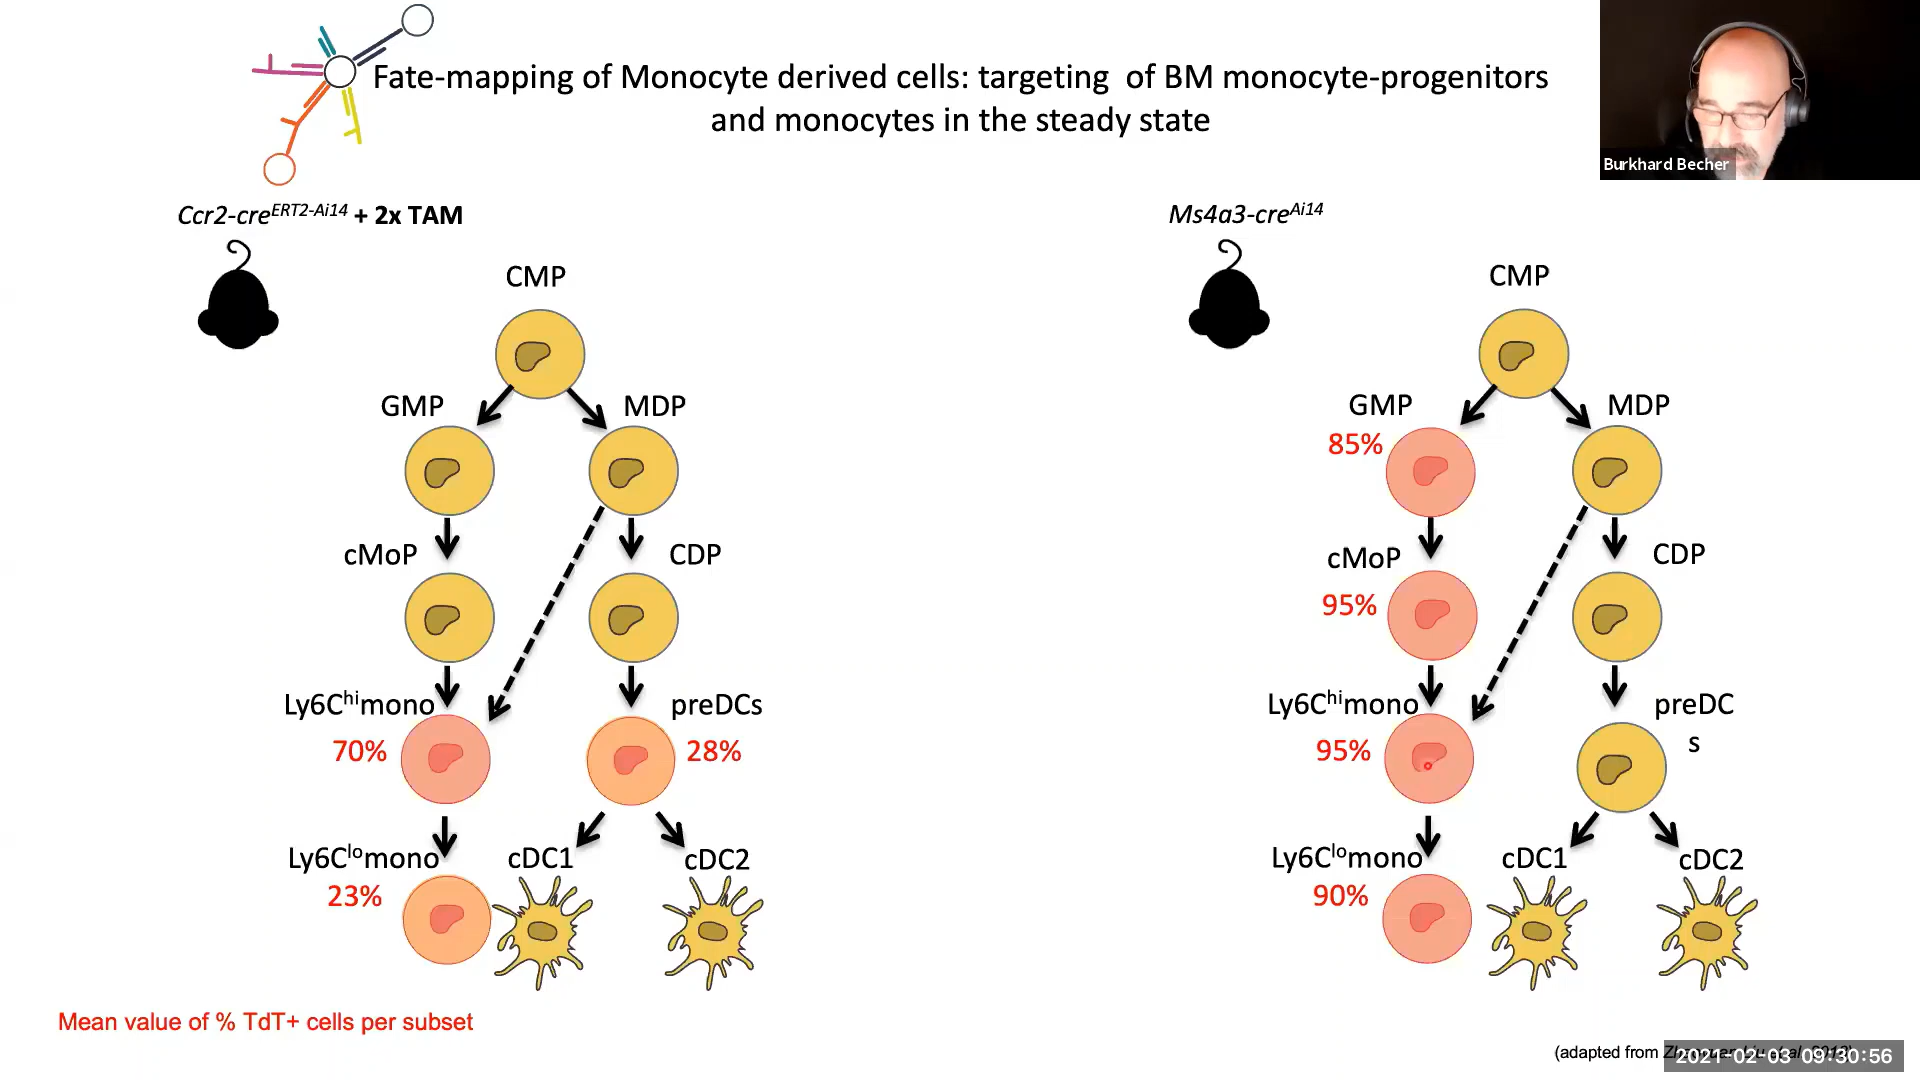 Fate-mapping of Monocyte derived cells: targeting of BM monocyte-progenitors
and monocytes in the steady state
Burkhard Becher
Ccr2-creERT2-Ai14 + 2x TAM
CMP
GMP
MDP
cMoP
CDP
Ly6Chimono
70%
preDCs
28%
Ly6Clomono
23%
cDC1
cDC2
Mean value of % TdT+ cells per subset
Ms4a3-creAi14
CMP
GMP
85%
MDP
cMoP
95%
CDP
Ly6Chimono
95%
preDC
s
Ly6Clomono
90%
cDC1
cDC2
(adapted from
2021-02-03 09:30:56